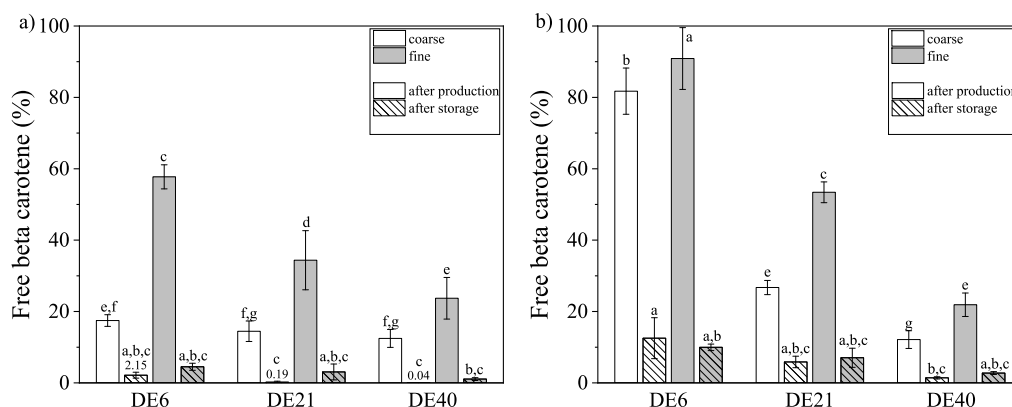 a)
Free beta carotene (%)
100
80
60
40
20
0
coarse
fine
after production
after storage
e,f
a,b,c
2.15
c
a,b,c
f,g
c
0.19
d
a,b,c
f,g
c
0.04
e
b,c
DE6 DE21 DE40
b)
Free beta carotene (%)
100
80
60
40
20
0
coarse
fine
after production
after storage
b
a
a
a,b
e
a,b,c
c
a,b,c
g
b,c
e
a,b,c
DE6 DE21 DE40